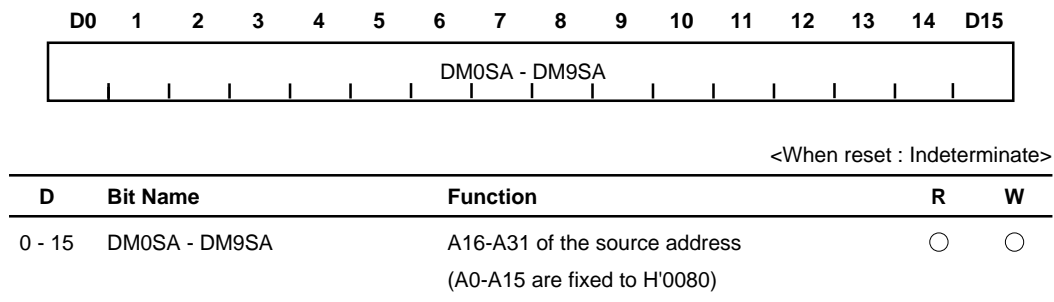 D0 1 2 3 4 5 6 7 8 9 10 11 12 13 14 D15
DM0SA - DM9SA
<When reset : Indeterminate>
D Bit Name Function R W
0 - 15 DM0SA - DM9SA A16-A31 of the source address ○ ○
(A0-A15 are fixed to H'0080)